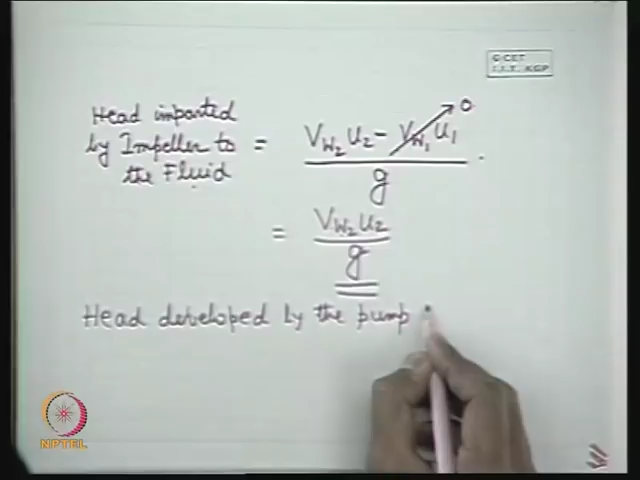 © CET
I.I.T. KGP
Head imparted
by Impeller to
the Fluid
= V_{W2} U_2 - V_{W1} U_1 → 0
g
= V_{W2} U_2
g
Head developed by the pump
NPTEL